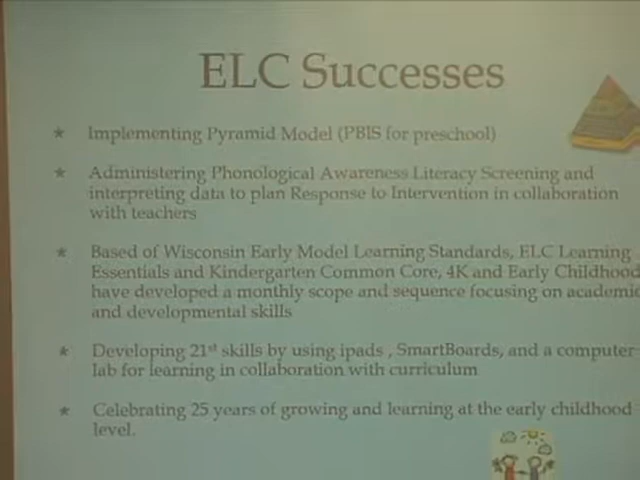 ELC Successes
★ Implementing Pyramid Model (PBIS for preschool)
★ Administering Phonological Awareness Literacy Screening and
interpreting data to plan Response to Intervention in collaboration
with teachers
★ Based of Wisconsin Early Model Learning Standards, ELC Learning
Essentials and Kindergarten Common Core, 4K and Early Childhood
have developed a monthly scope and sequence focusing on academic
and developmental skills
★ Developing 21st skills by using ipads , SmartBoards, and a computer
lab for learning in collaboration with curriculum
★ Celebrating 25 years of growing and learning at the early childhood
level.